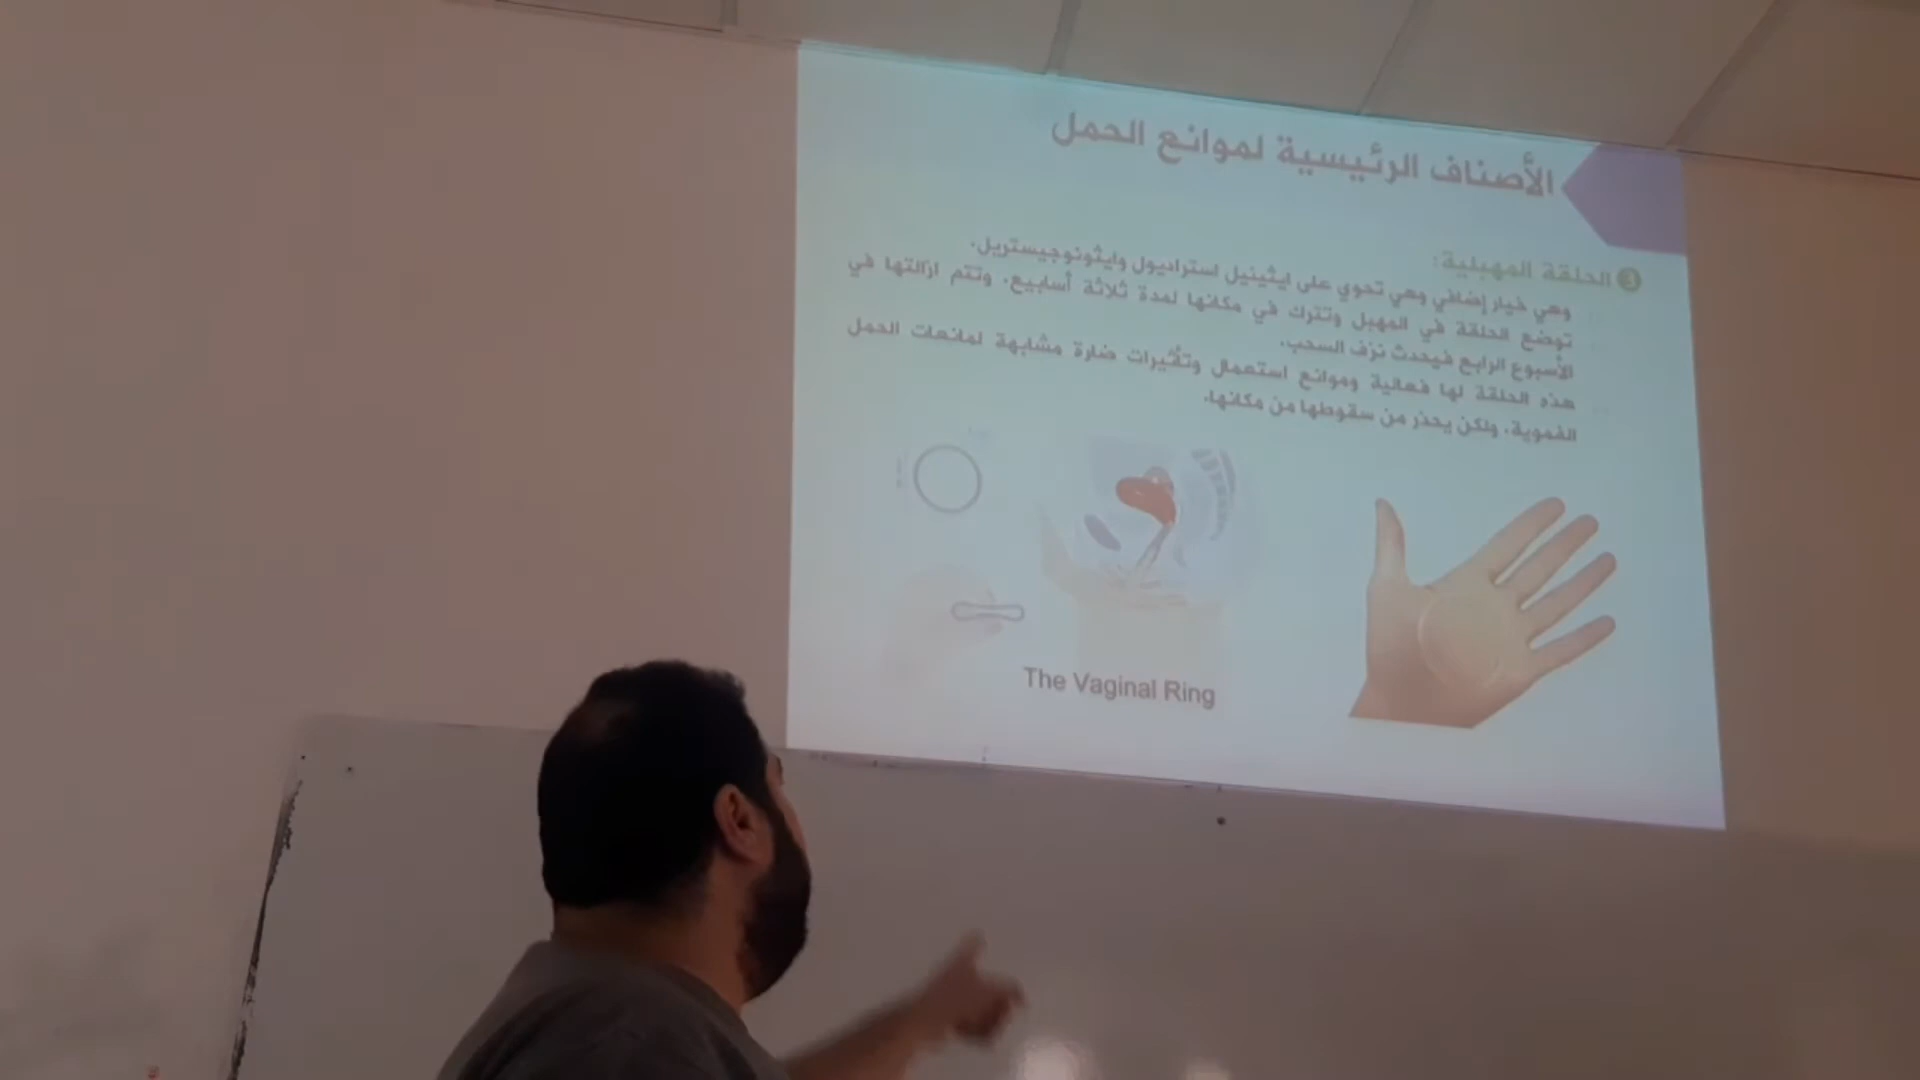 الأصناف الرئيسية لموانع الحمل
3 الحلقة المهبلية:
وهي خيار إضافي وهي تحوي على ايثينيل استراديول وايثونوجيستريل.
توضع الحلقة في المهبل وتترك في مكانها لمدة ثلاثة أسابيع. وتتم ازالتها في
الأسبوع الرابع فيحدث نزف السحب.
هذه الحلقة لها فعالية وموانع استعمال وتأثيرات ضارة مشابهة لمانعات الحمل
الفموية. ولكن يحذر من سقوطها من مكانها.
The Vaginal Ring